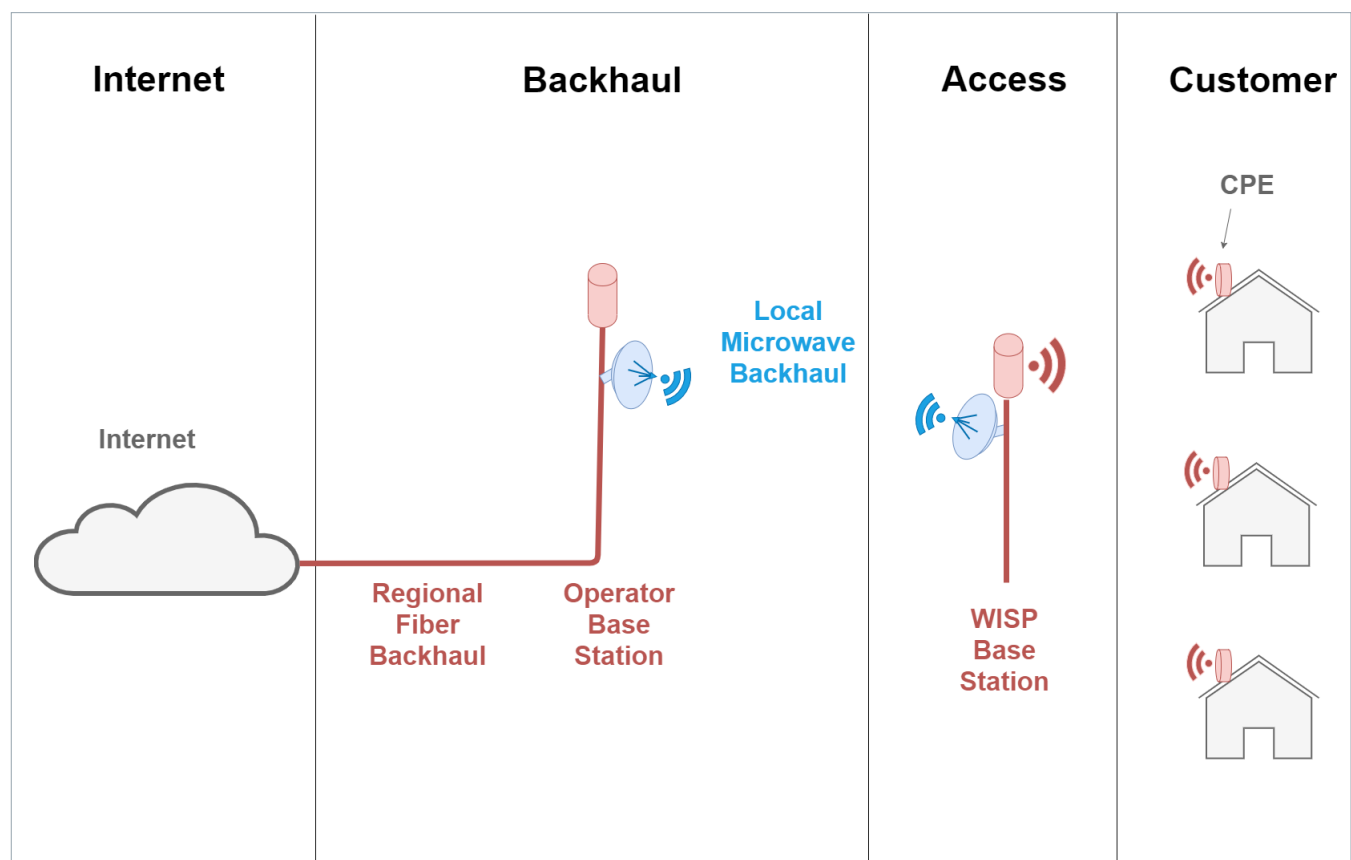 Internet
Backhaul
Access
Customer
CPE
Local
Microwave
Backhaul
Internet
Regional
Fiber
Backhaul
Operator
Base
Station
WISP
Base
Station